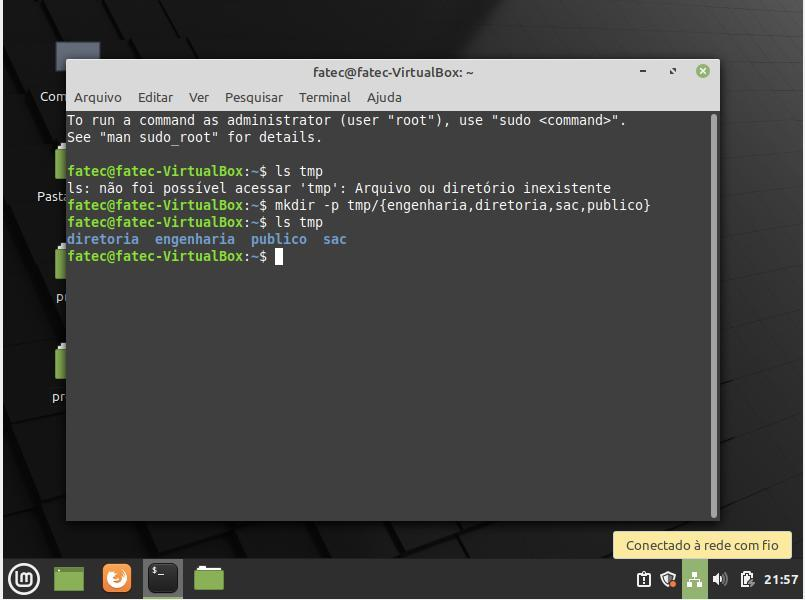 fatec@fatec-VirtualBox: ~
Arquivo Editar Ver Pesquisar Terminal Ajuda
To run a command as administrator (user "root"), use "sudo <command>".
See "man sudo_root" for details.
fatec@fatec-VirtualBox:~$ ls tmp
ls: não foi possível acessar 'tmp': Arquivo ou diretório inexistente
fatec@fatec-VirtualBox:~$ mkdir -p tmp/{engenharia,diretoria,sac,publico}
fatec@fatec-VirtualBox:~$ ls tmp
diretoria engenharia publico sac
fatec@fatec-VirtualBox:~$
Com
Pasta
pr
Conectado à rede com fio
21:57